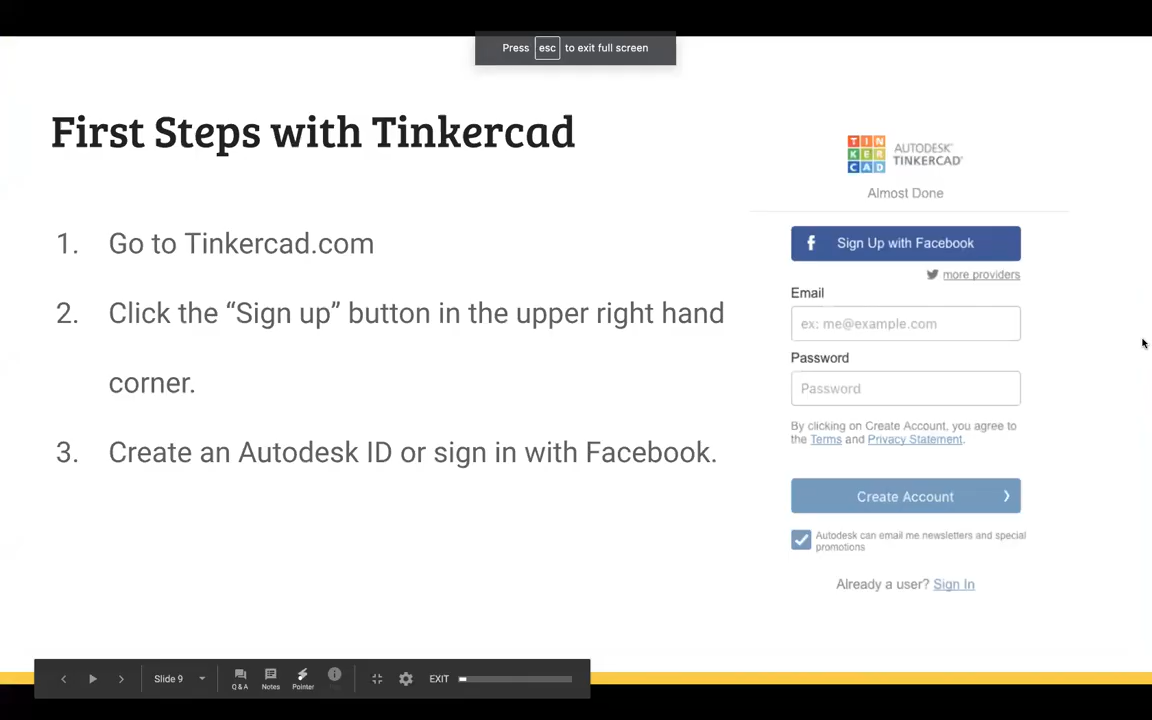 Press esc to exit full screen
First Steps with Tinkercad
1. Go to Tinkercad.com
2. Click the “Sign up” button in the upper right hand
corner.
3. Create an Autodesk ID or sign in with Facebook.
TIN
KER
CAD
AUTODESK
TINKERCAD
Almost Done
f Sign Up with Facebook
more providers
Email
ex: me@example.com
Password
Password
By clicking on Create Account, you agree to
the Terms and Privacy Statement.
Create Account
Autodesk can email me newsletters and special
promotions
Already a user? Sign In
Slide 9
Q & A
Notes
Pointer
EXIT